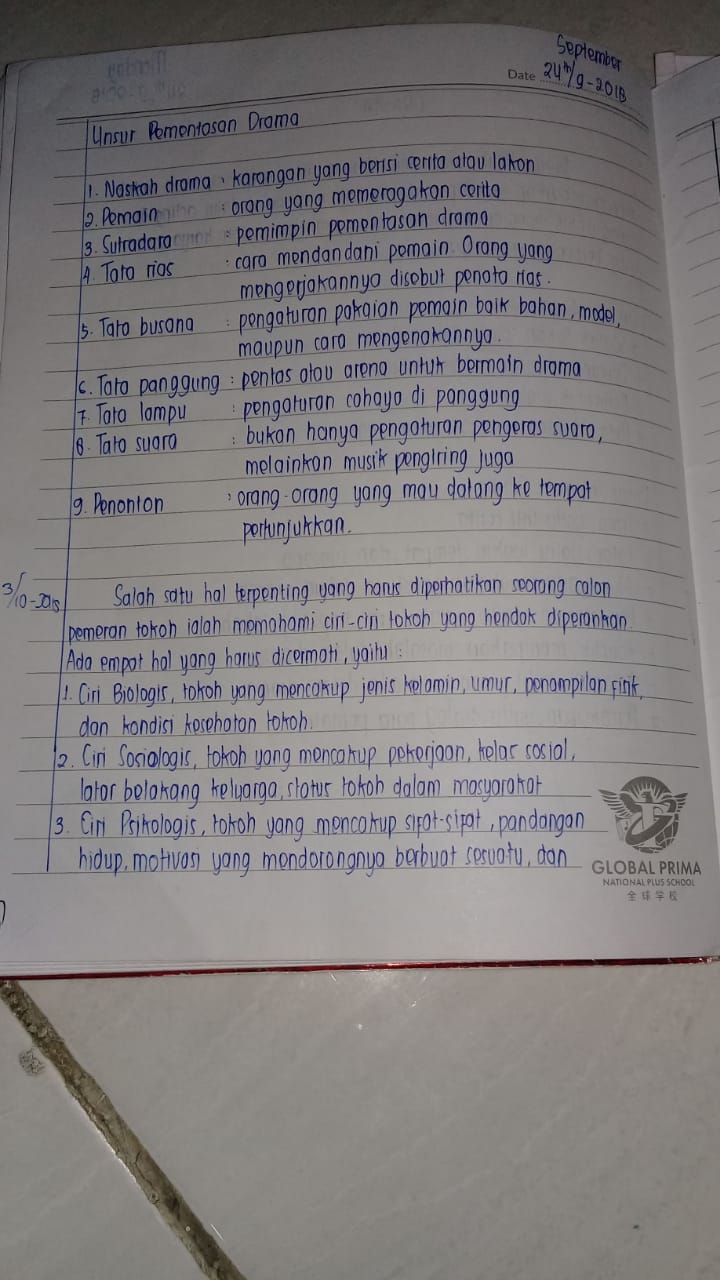 September
Date 24th/9-2018
Unsur Pementasan Drama
1. Naskah drama : karangan yang berisi cerita atau lakon
2. Pemain : orang yang memeragakan cerita
3. Sutradara : pemimpin pementasan drama
4. Tata rias : cara mendandani pemain. Orang yang
mengerjakannya disebut penata rias.
5. Tata busana : pengaturan pakaian pemain baik bahan, model,
maupun cara mengenakannya.
6. Tata panggung : pentas atau arena untuk bermain drama
7. Tata lampu : pengaturan cahaya di panggung
8. Tata suara : bukan hanya pengaturan pengeras suara,
melainkan musik pengiring juga
9. Penonton : orang-orang yang mau datang ke tempat
pertunjukkan.
3/10-2018
Salah satu hal terpenting yang harus diperhatikan seorang calon
pemeran tokoh ialah memahami ciri-ciri tokoh yang hendak diperankan.
Ada empat hal yang harus dicermati, yaitu :
1. Ciri Biologis, tokoh yang mencakup jenis kelamin, umur, penampilan fisik,
dan kondisi kesehatan tokoh.
2. Ciri Sosiologis, tokoh yang mencakup pekerjaan, kelas sosial,
latar belakang keluarga, status tokoh dalam masyarakat
3. Ciri Psikologis, tokoh yang mencakup sifat-sifat, pandangan
hidup, motivasi yang mendorongnya berbuat sesuatu, dan
GLOBAL PRIMA
NATIONAL PLUS SCHOOL
全球学校